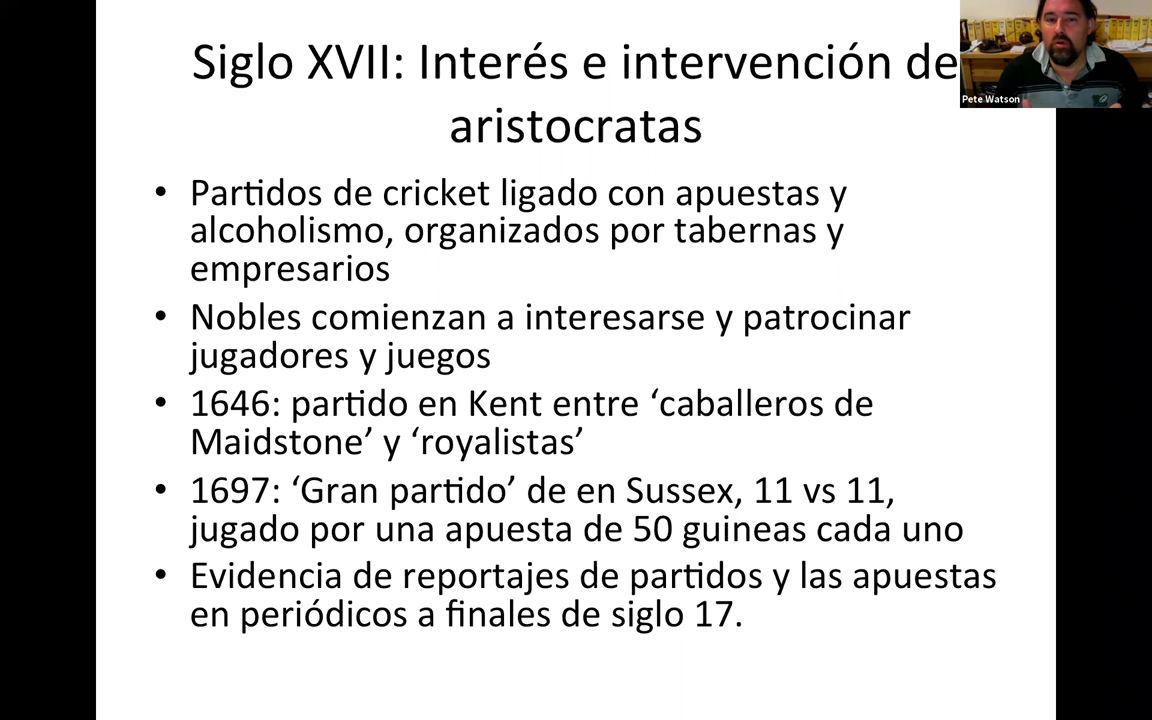 Siglo XVII: Interés e intervención de
aristocratas
Pete Watson
• Partidos de cricket ligado con apuestas y
alcoholismo, organizados por tabernas y
empresarios
• Nobles comienzan a interesarse y patrocinar
jugadores y juegos
• 1646: partido en Kent entre ‘caballeros de
Maidstone’ y ‘royalistas’
• 1697: ‘Gran partido’ de en Sussex, 11 vs 11,
jugado por una apuesta de 50 guineas cada uno
• Evidencia de reportajes de partidos y las apuestas
en periódicos a finales de siglo 17.